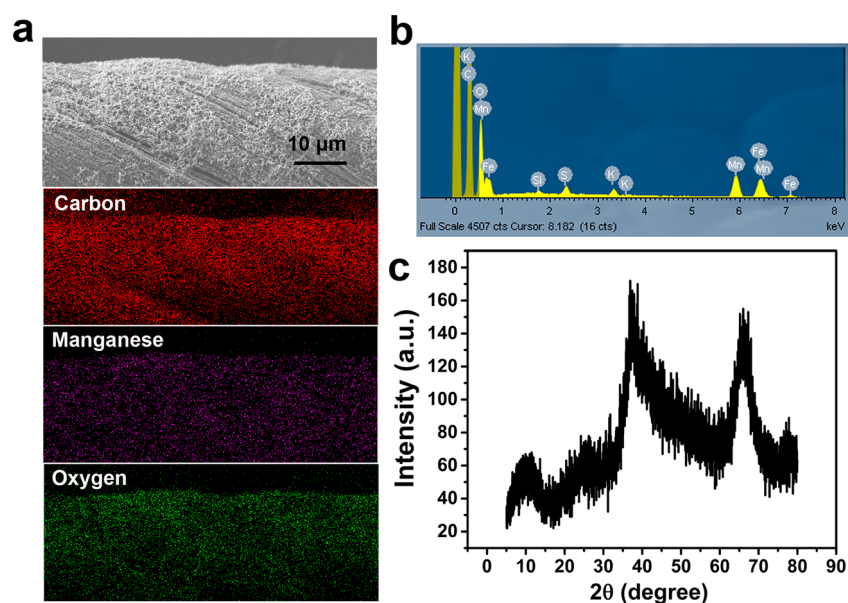 a
10 μm
Carbon
Manganese
Oxygen
b
K
C
O
Mn
Fe
Si
S
K
K
Mn
Fe
Mn
Fe
0 1 2 3 4 5 6 7 8
Full Scale 4507 cts Cursor: 8.182 (16 cts) keV
c
Intensity (a.u.)
180
160
140
120
100
80
60
40
20
0 10 20 30 40 50 60 70 80 90
2θ (degree)